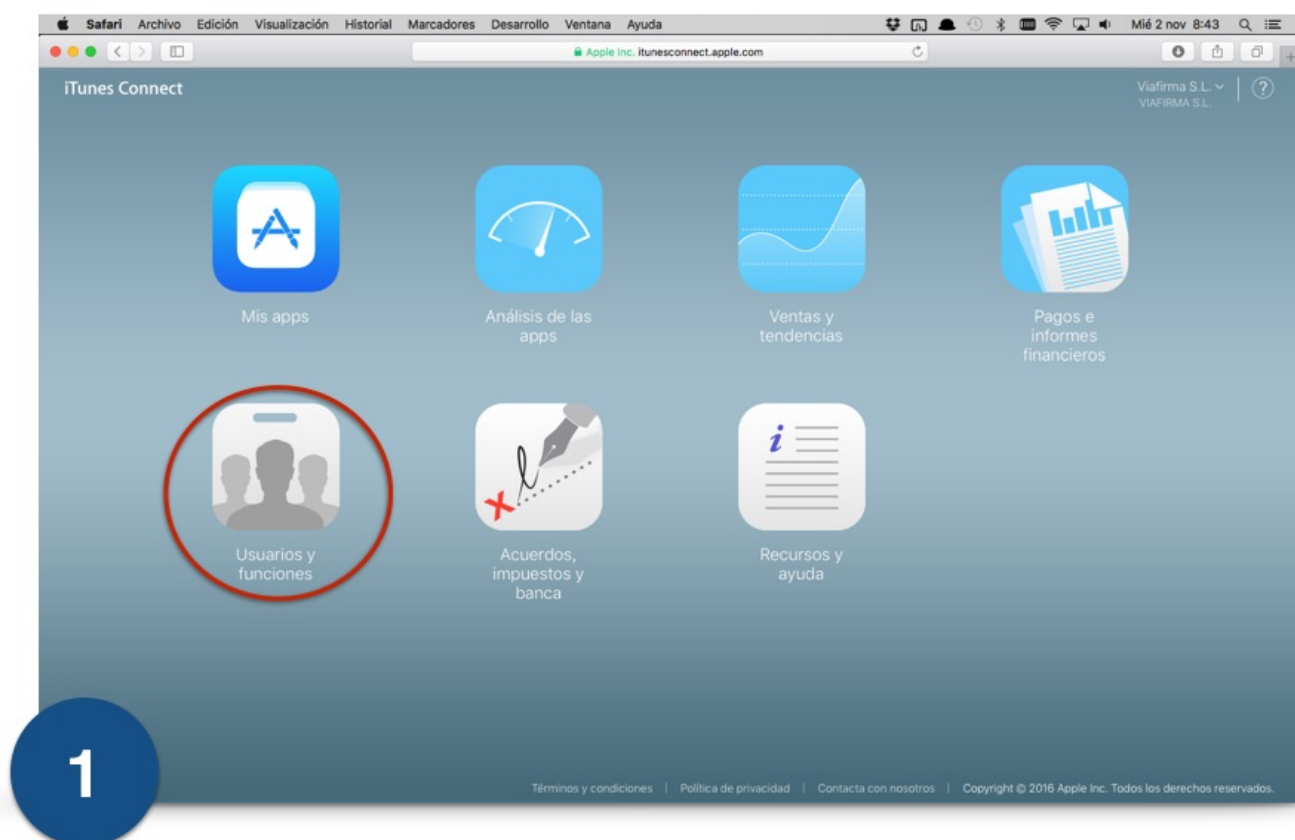 Safari Archivo Edición Visualización Historial Marcadores Desarrollo Ventana Ayuda Mié 2 nov 8:43
Apple Inc. itunesconnect.apple.com
iTunes Connect
Viafirma S.L.
VIAFIRMA S.L.
?
Mis apps
Análisis de las
apps
Ventas y
tendencias
Pagos e
informes
financieros
Usuarios y
funciones
Acuerdos,
impuestos y
banca
Recursos y
ayuda
1
Términos y condiciones | Política de privacidad | Contacta con nosotros | Copyright © 2016 Apple Inc. Todos los derechos reservados.